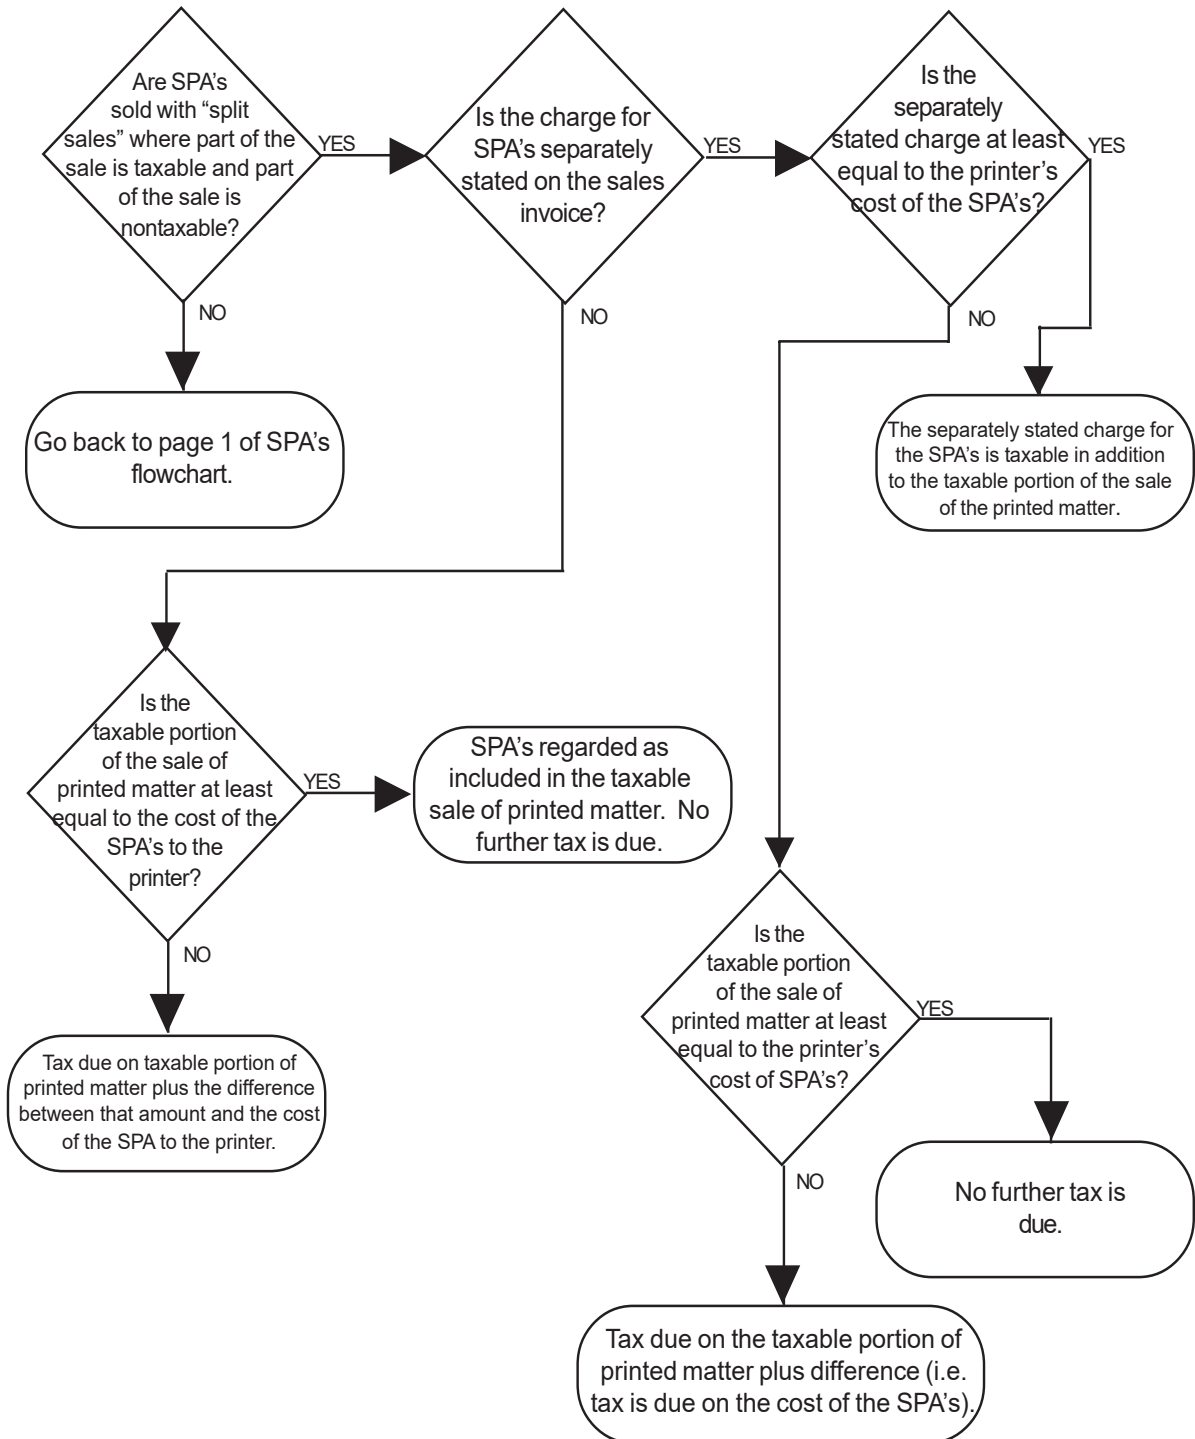 Are SPA’s
sold with “split
sales” where part of the
sale is taxable and part
of the sale is
nontaxable?
YES
NO
Is the charge for
SPA’s separately
stated on the sales
invoice?
YES
NO
Is the
separately
stated charge at least
equal to the printer’s
cost of the SPA’s?
YES
NO
Go back to page 1 of SPA’s
flowchart.
The separately stated charge for
the SPA’s is taxable in addition
to the taxable portion of the sale
of the printed matter.
Is the
taxable portion
of the sale of
printed matter at least
equal to the cost of the
SPA’s to the
printer?
YES
NO
SPA’s regarded as
included in the taxable
sale of printed matter.  No
further tax is due.
Tax due on taxable portion of
printed matter plus the difference
between that amount and the cost
of the SPA to the printer.
Is the
taxable portion
of the sale of
printed matter at least
equal to the printer’s
cost of SPA’s?
YES
NO
No further tax is
due.
Tax due on the taxable portion of
printed matter plus difference (i.e.
tax is due on the cost of the SPA’s).